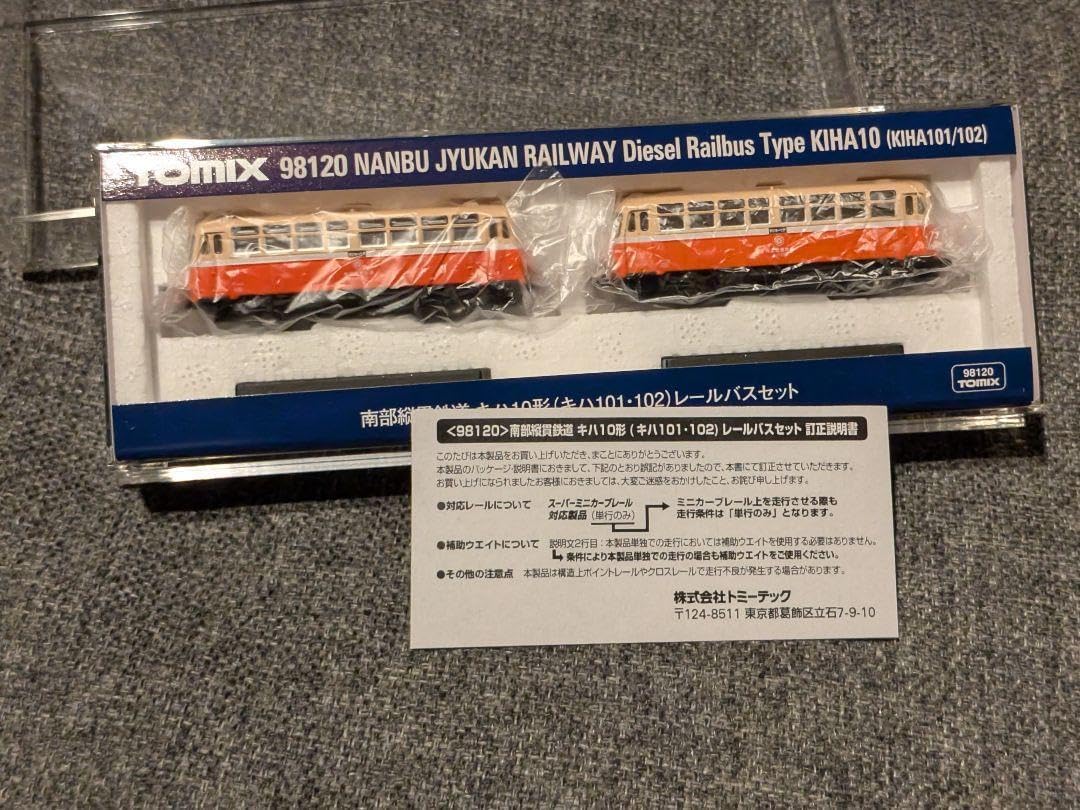 TOMIX 98120 NANBU JYUKAN RAILWAY Diesel Railbus Type KIHA10 (KIHA101/102)
98120
TOMIX
南部縦貫鉄道 キハ10形(キハ101・102)レールバスセット
<98120>南部縦貫鉄道 キハ10形(キハ101・102)レールバスセット 訂正説明書
このたびは本製品をお買い上げいただき、まことにありがとうございます。
本製品のパッケージ・説明書におきまして、下記のとおり誤記がありましたので、本書にて訂正させていただきます。
お買い上げになられましたお客様におきましては、大変ご迷惑をおかけしたこと、お詫び申し上げます。
●対応レールについて スーパーミニカーブレール
対応製品(単行のみ)
ミニカーブレール上を走行させる際も
走行条件は「単行のみ」となります。
●補助ウエイトについて 説明文2行目:本製品単独での走行においては補助ウエイトを使用する必要はありません。
条件により本製品単独での走行の場合も補助ウエイトをご使用ください。
●その他の注意点 本製品は構造上ポイントレールやクロスレールで走行不良が発生する場合があります。
株式会社トミーテック
〒124-8511 東京都葛飾区立石7-9-10